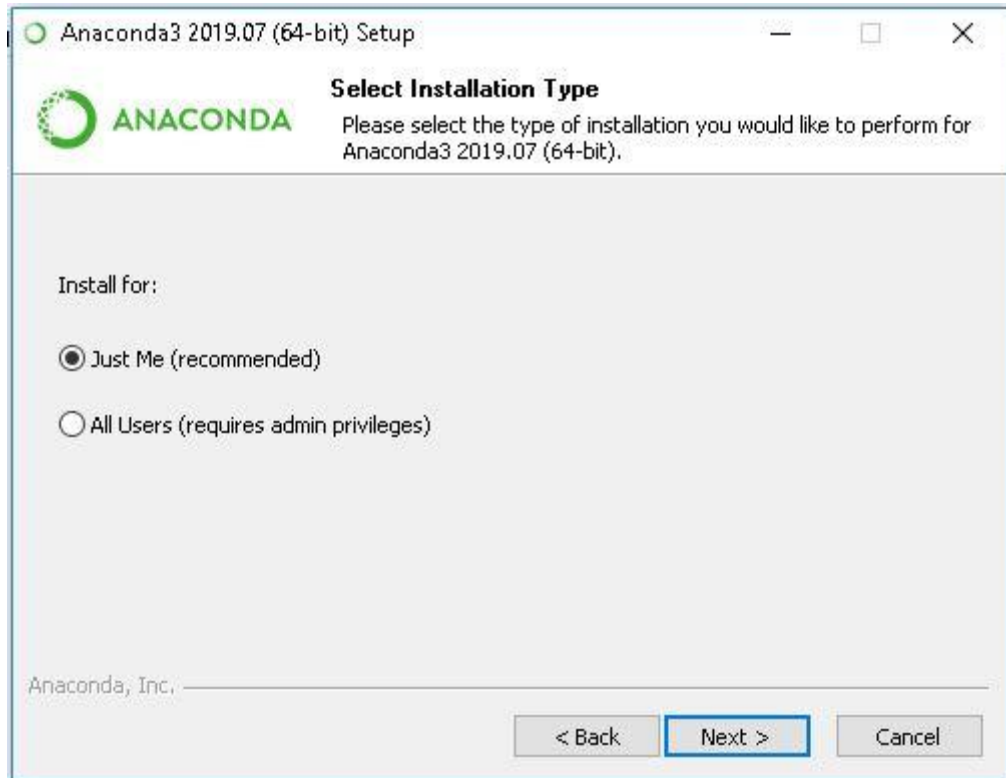 Anaconda3 2019.07 (64-bit) Setup
ANACONDA
Select Installation Type
Please select the type of installation you would like to perform for
Anaconda3 2019.07 (64-bit).
Install for:
Just Me (recommended)
All Users (requires admin privileges)
Anaconda, Inc.
< Back
Next >
Cancel